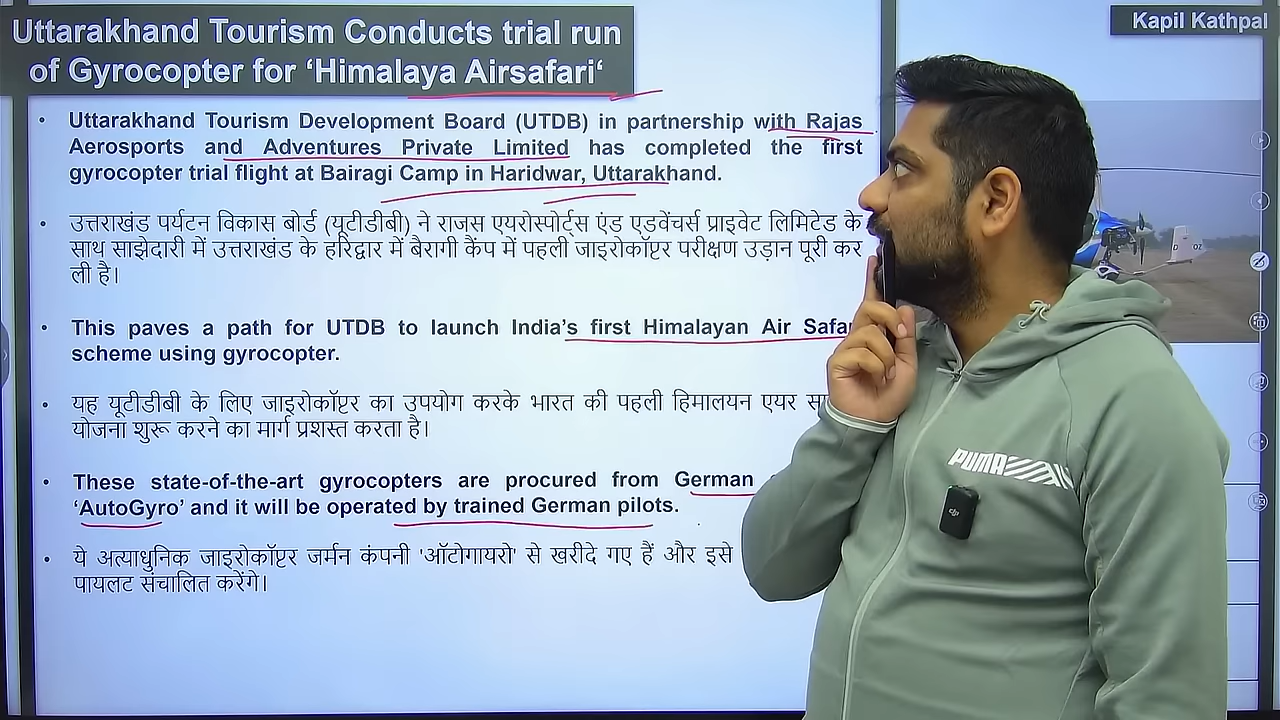 Uttarakhand Tourism Conducts trial run
of Gyrocopter for ‘Himalaya Airsafari‘
Kapil Kathpal
• Uttarakhand Tourism Development Board (UTDB) in partnership with Rajas
Aerosports and Adventures Private Limited has completed the first
gyrocopter trial flight at Bairagi Camp in Haridwar, Uttarakhand.
• उत्तराखंड पर्यटन विकास बोर्ड (यूटीडीबी) ने राजस एयरोस्पोर्ट्स एंड एडवेंचर्स प्राइवेट लिमिटेड के
साथ साझेदारी में उत्तराखंड के हरिद्वार में बैरागी कैंप में पहली जाइरोकॉप्टर परीक्षण उड़ान पूरी कर
ली है।
• This paves a path for UTDB to launch India’s first Himalayan Air Safar
scheme using gyrocopter.
• यह यूटीडीबी के लिए जाइरोकॉप्टर का उपयोग करके भारत की पहली हिमालयन एयर
योजना शुरू करने का मार्ग प्रशस्त करता है।
• These state-of-the-art gyrocopters are procured from German
‘AutoGyro’ and it will be operated by trained German pilots.
• ये अत्याधुनिक जाइरोकॉप्टर जर्मन कंपनी 'ऑटोगायरो' से खरीदे गए हैं और इसे
पायलट संचालित करेंगे।
PUMA
dji